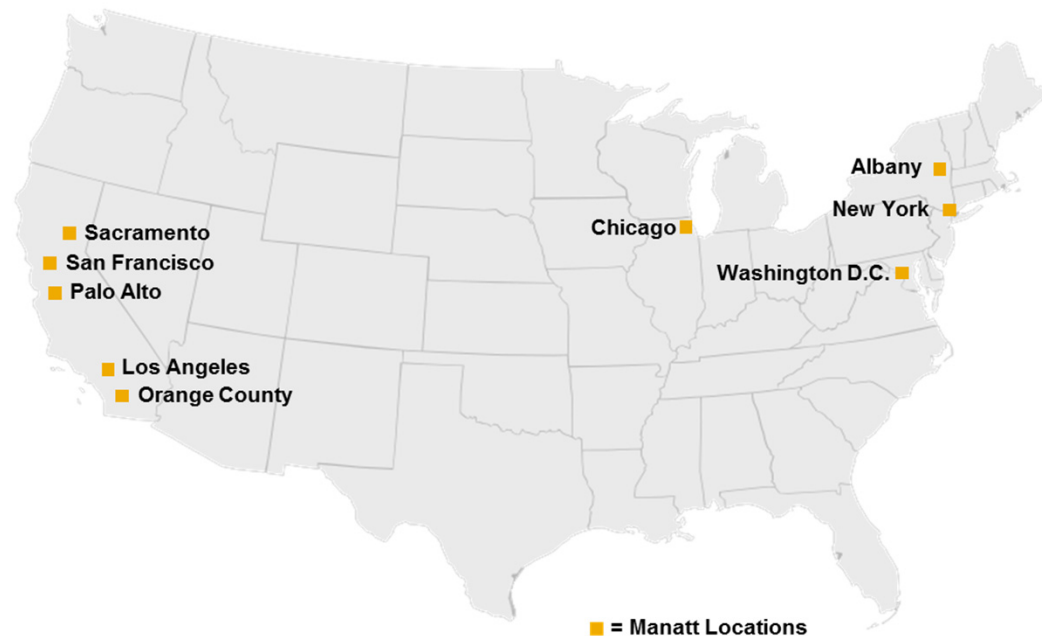 Albany
New York
Chicago
Sacramento
San Francisco
Washington D.C.
Palo Alto
Los Angeles
Orange County
= Manatt Locations